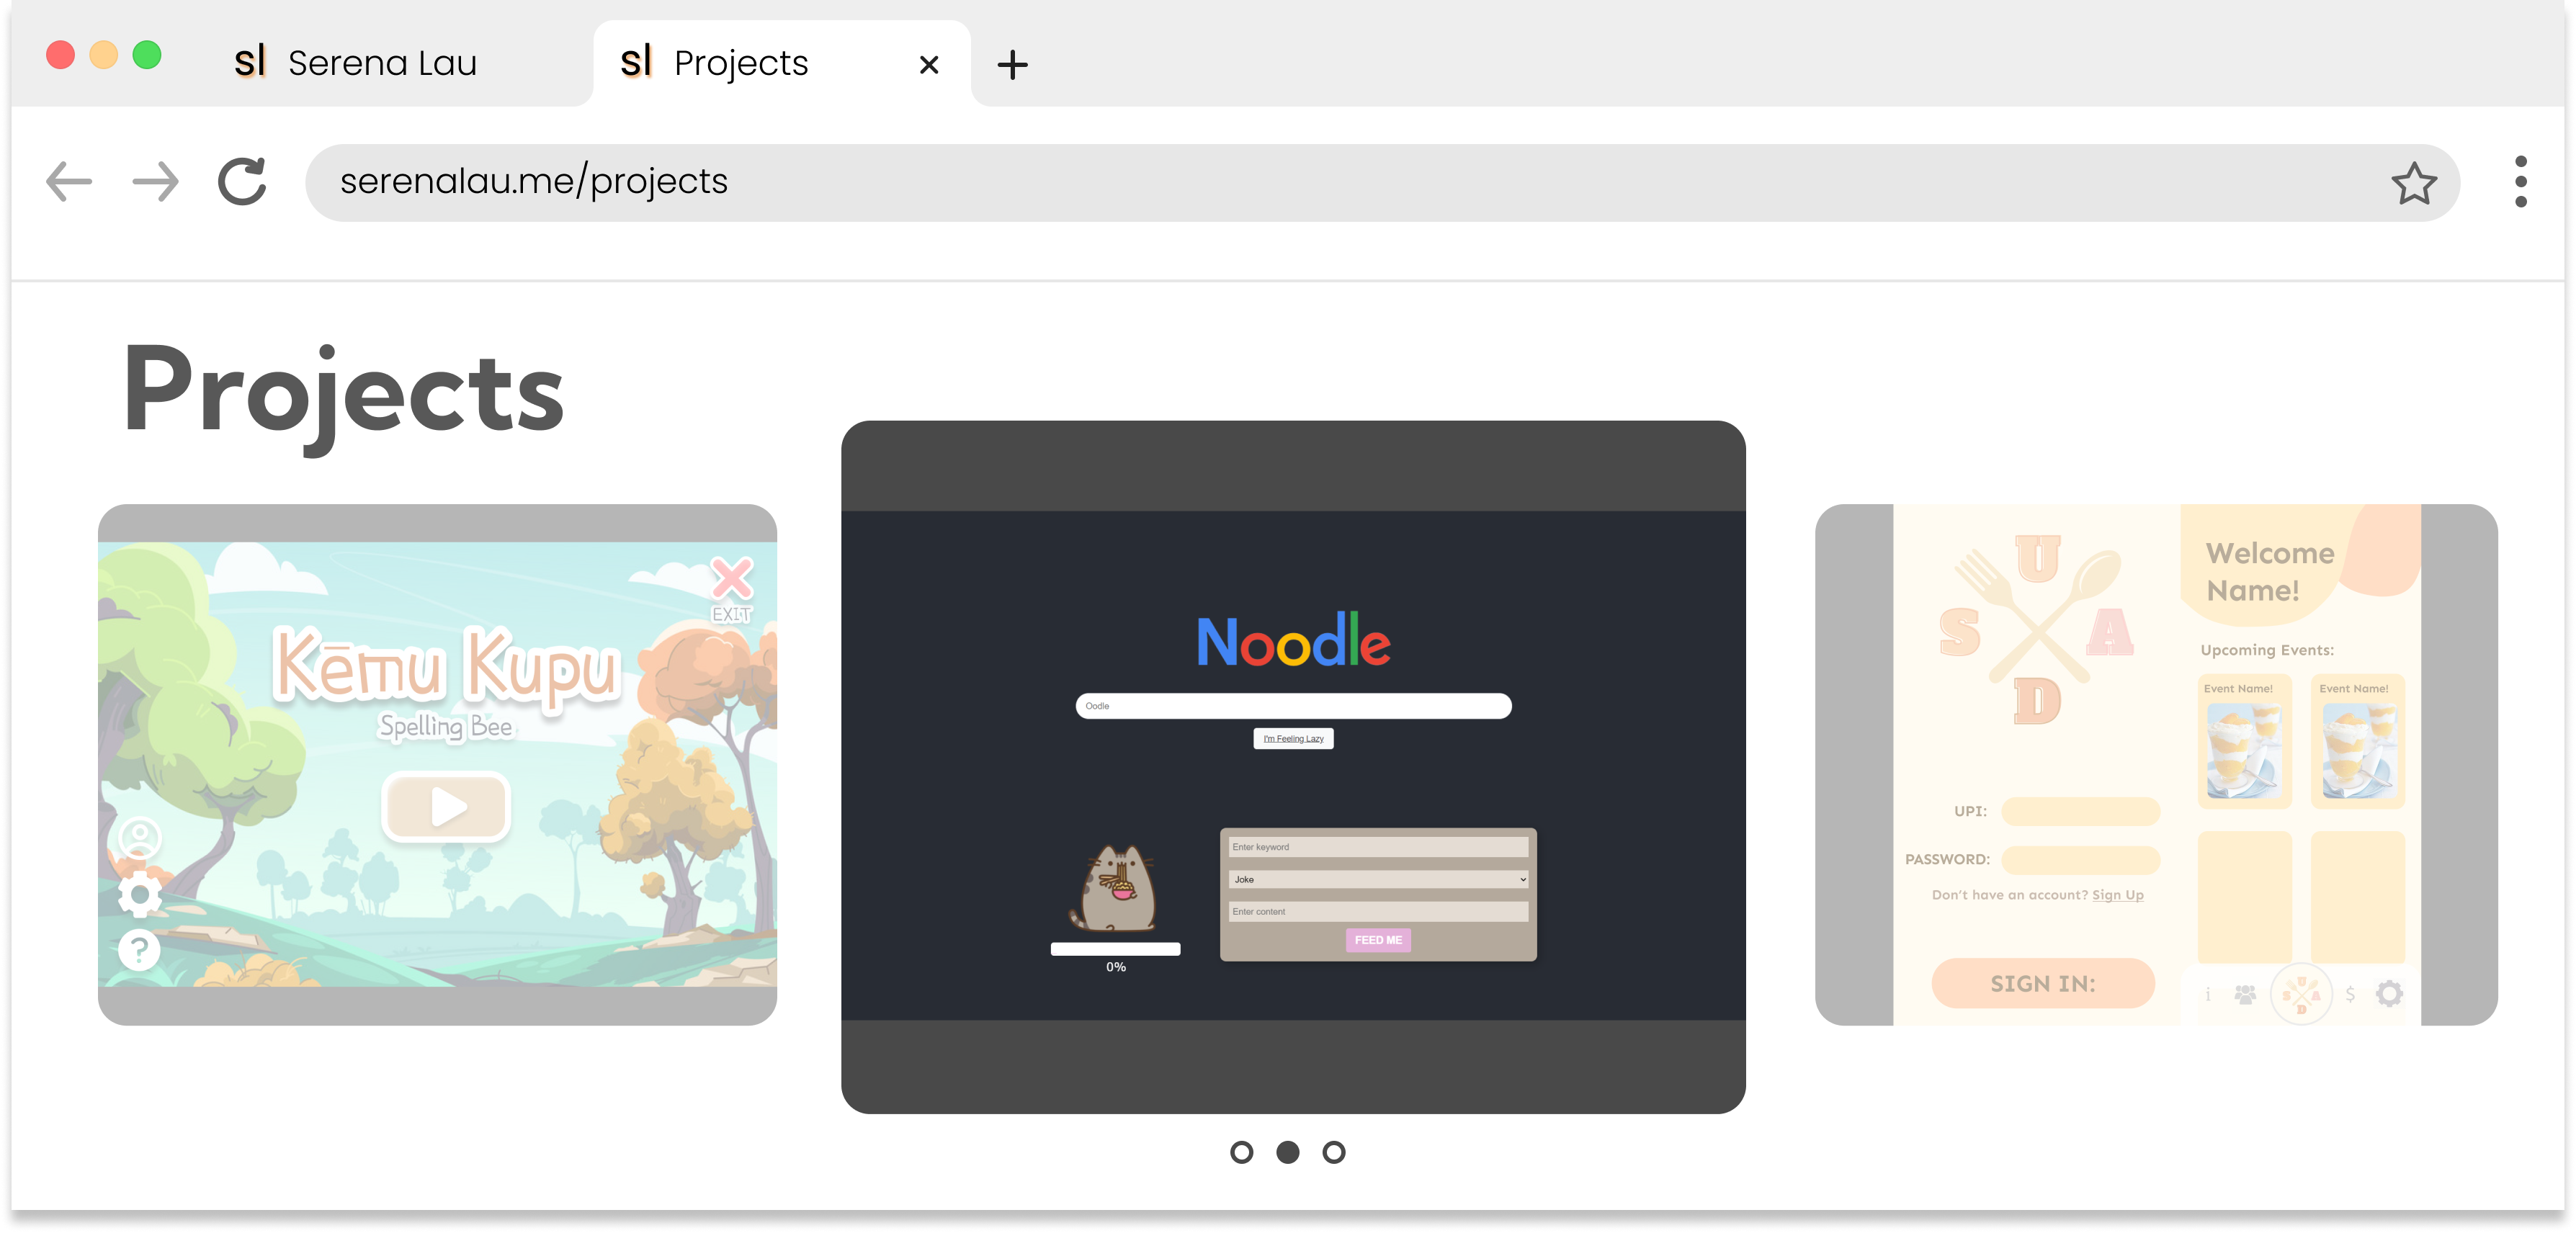 sl Serena Lau
sl Projects
serenalau.me/projects
Projects
EXIT
Kēmu Kupu
Spelling Bee
?
Noodle
Oodle
I'm Feeling Lazy
0%
Enter keyword
Joke
Enter content
FEED ME
U
S A
D
UPI:
PASSWORD:
Don't have an account? Sign Up
SIGN IN:
Welcome
Name!
Upcoming Events:
Event Name! Event Name!
i $
U
S A
D